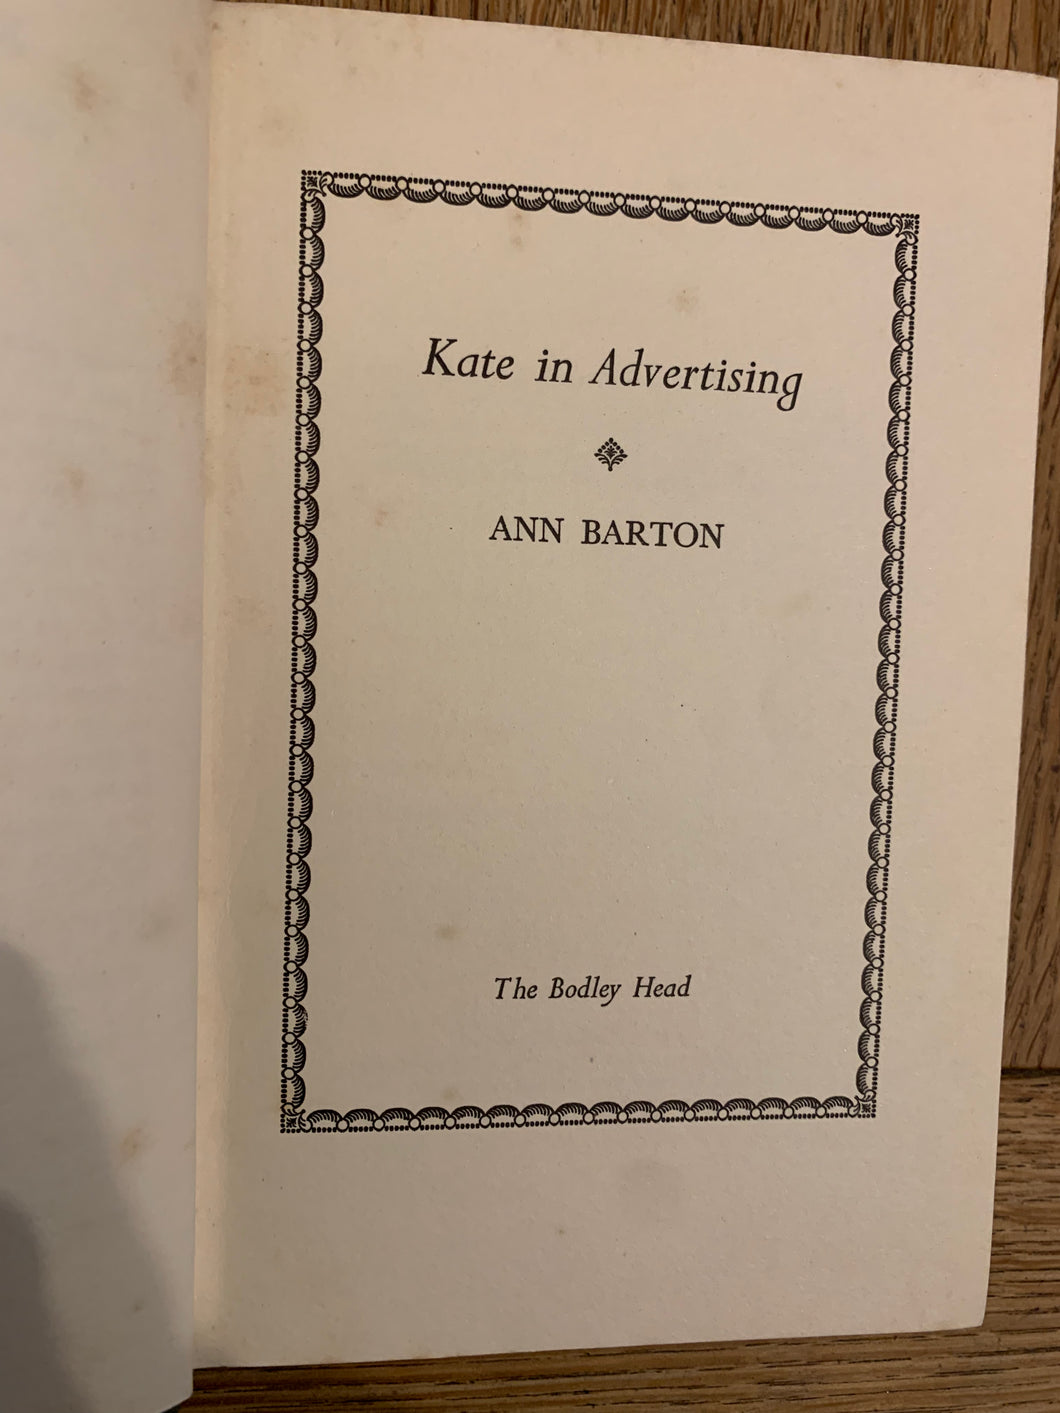 Kate in Advertising
ANN BARTON
The Bodley Head